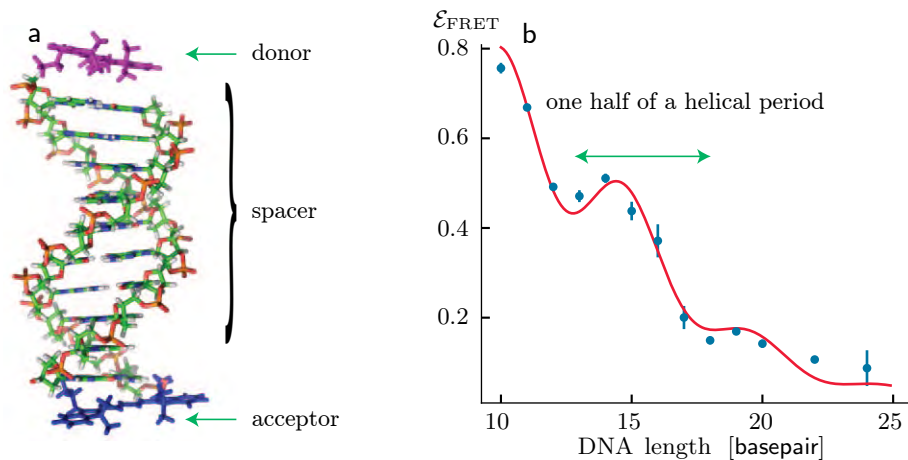 a
donor
spacer
acceptor
b
ℰFRET
0.8
0.6
0.4
0.2
one half of a helical period
10
15
20
25
DNA length [basepair]